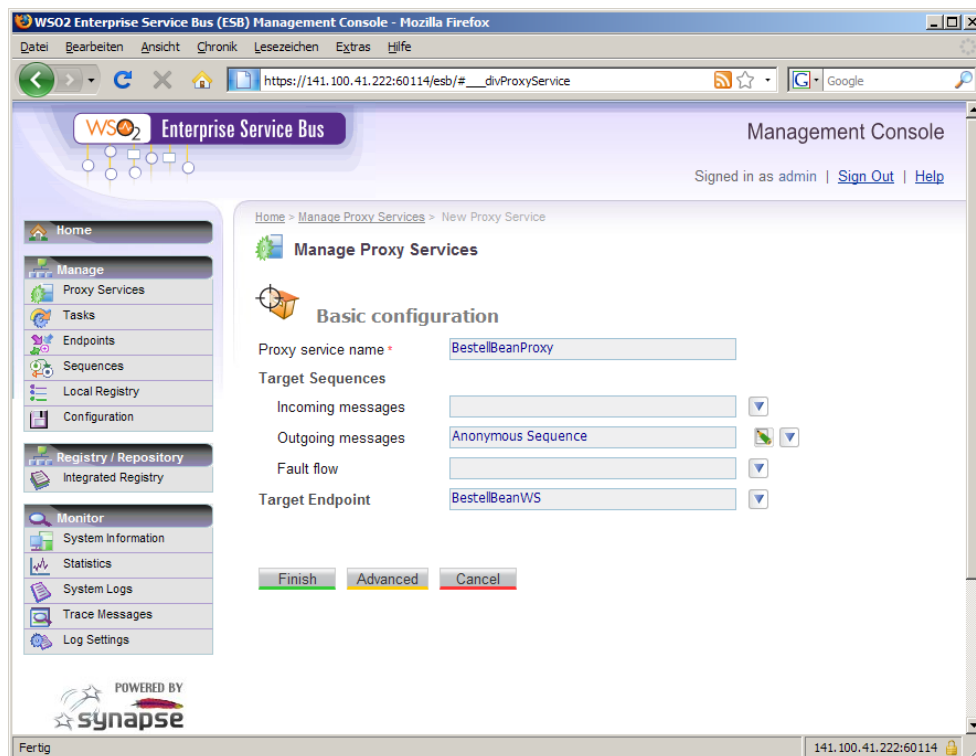 WSO2 Enterprise Service Bus (ESB) Management Console - Mozilla Firefox
Datei Bearbeiten Ansicht Chronik Lesezeichen Extras Hilfe
https://141.100.41.222:60114/esb/#___divProxyService
G Google
WSO2 Enterprise Service Bus
Management Console
Signed in as admin | Sign Out | Help
Home > Manage Proxy Services > New Proxy Service
Manage Proxy Services
Home
Manage
Proxy Services
Tasks
Endpoints
Sequences
Local Registry
Configuration
Registry / Repository
Integrated Registry
Monitor
System Information
Statistics
System Logs
Trace Messages
Log Settings
POWERED BY
synapse
Basic configuration
Proxy service name * BestellBeanProxy
Target Sequences
Incoming messages
Outgoing messages Anonymous Sequence
Fault flow
Target Endpoint BestellBeanWS
Finish Advanced Cancel
Fertig 141.100.41.222:60114